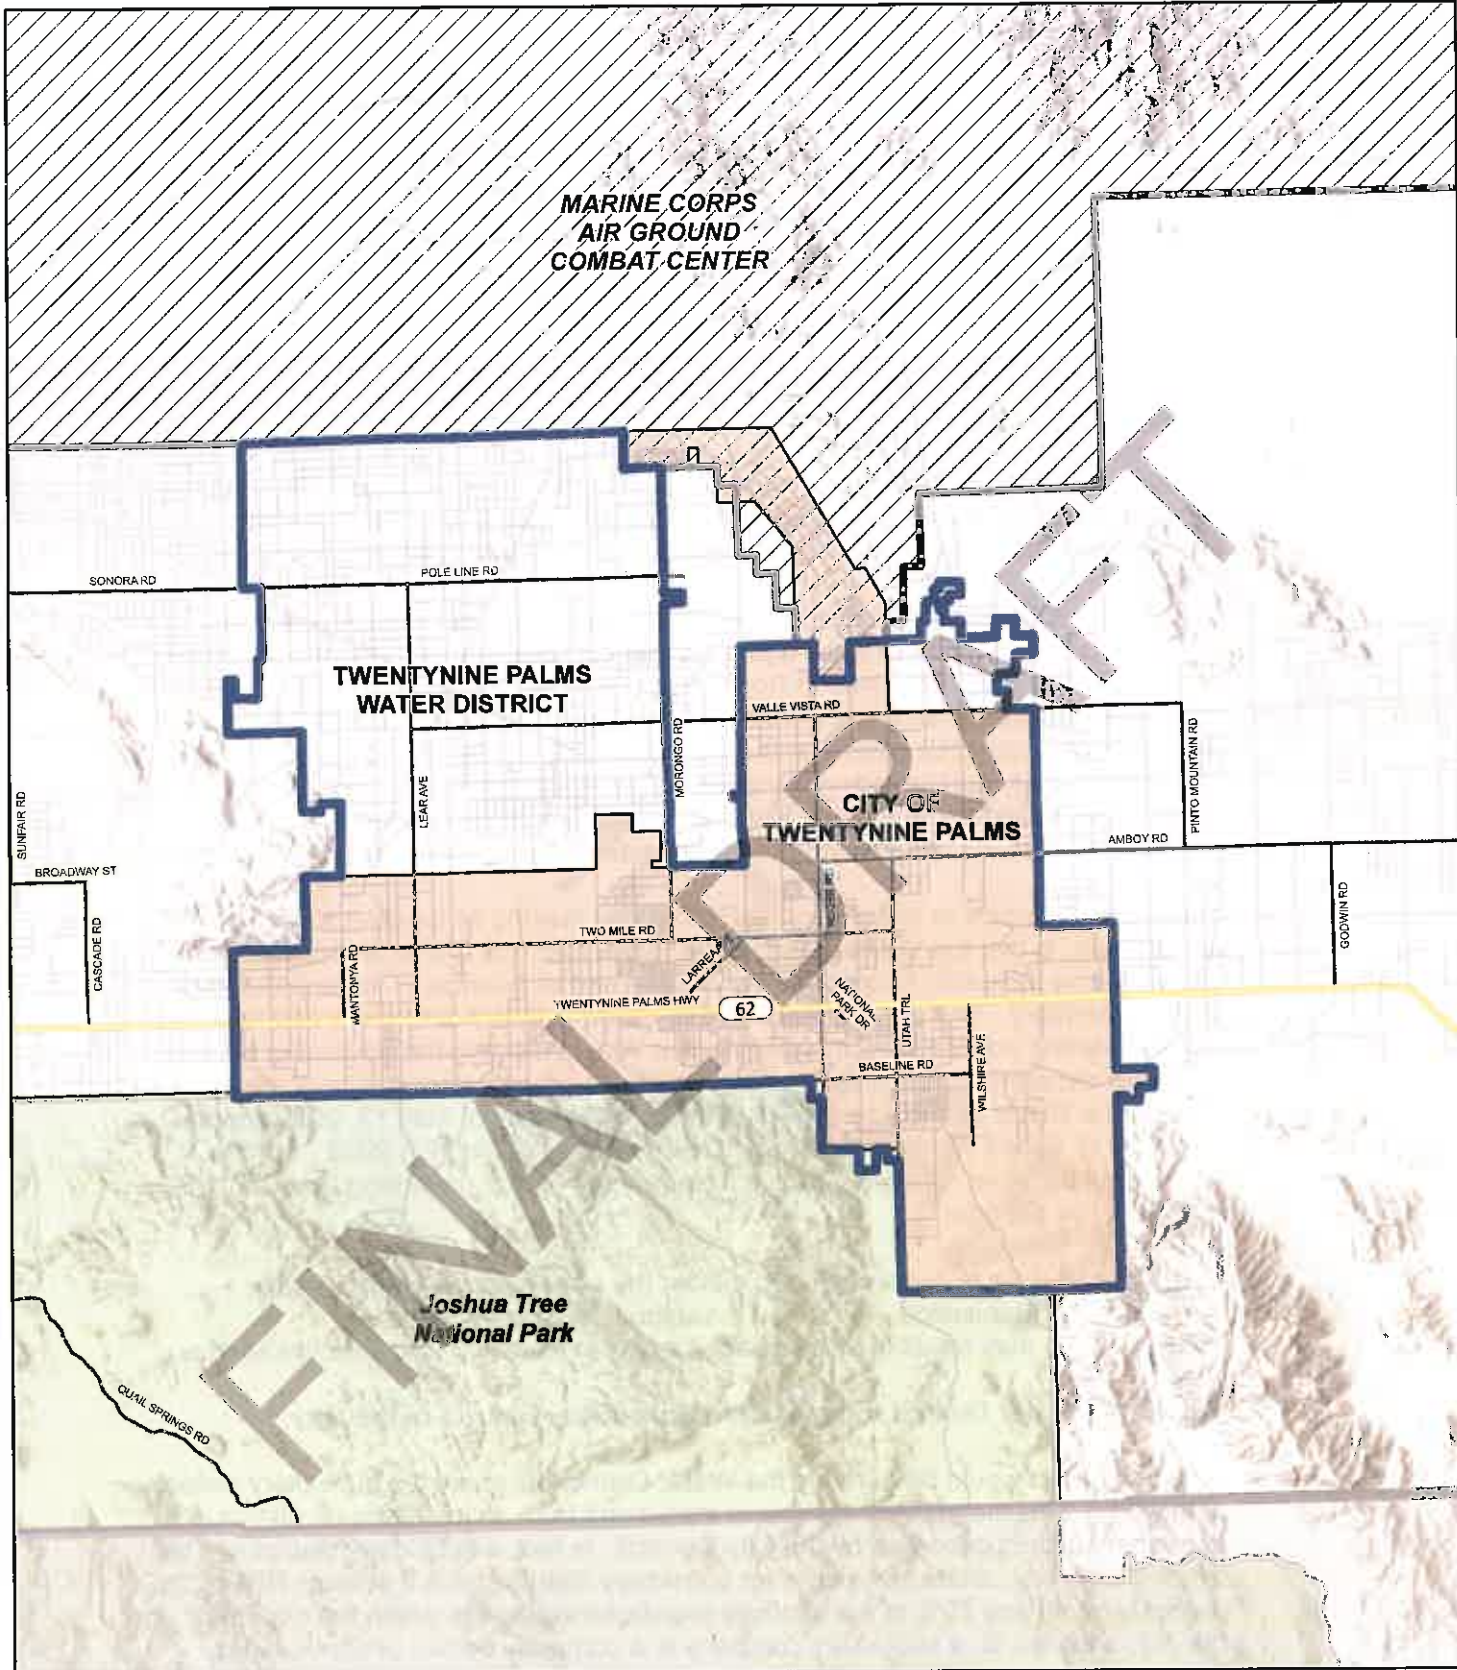 MARINE CORPS
AIR GROUND
COMBAT CENTER
SONORA RD
POLE LINE RD
TWENTYNINE PALMS
WATER DISTRICT
VALLE VISTA RD
MORONGO RD
PINTO MOUNTAIN RD
LEAR AVE
SUNFAIR RD
CITY OF
TWENTYNINE PALMS
AMBOY RD
BROADWAY ST
CASCADE RD
GODWIN RD
TWO MILE RD
LARREA
MANTONYA RD
TWENTYNINE PALMS HWY
62
NATIONAL
PARK DR
UTAH TRL
BASELINE RD
WILSHIRE AVE
Joshua Tree
National Park
QUAIL SPRINGS RD
FINAL DRAFT